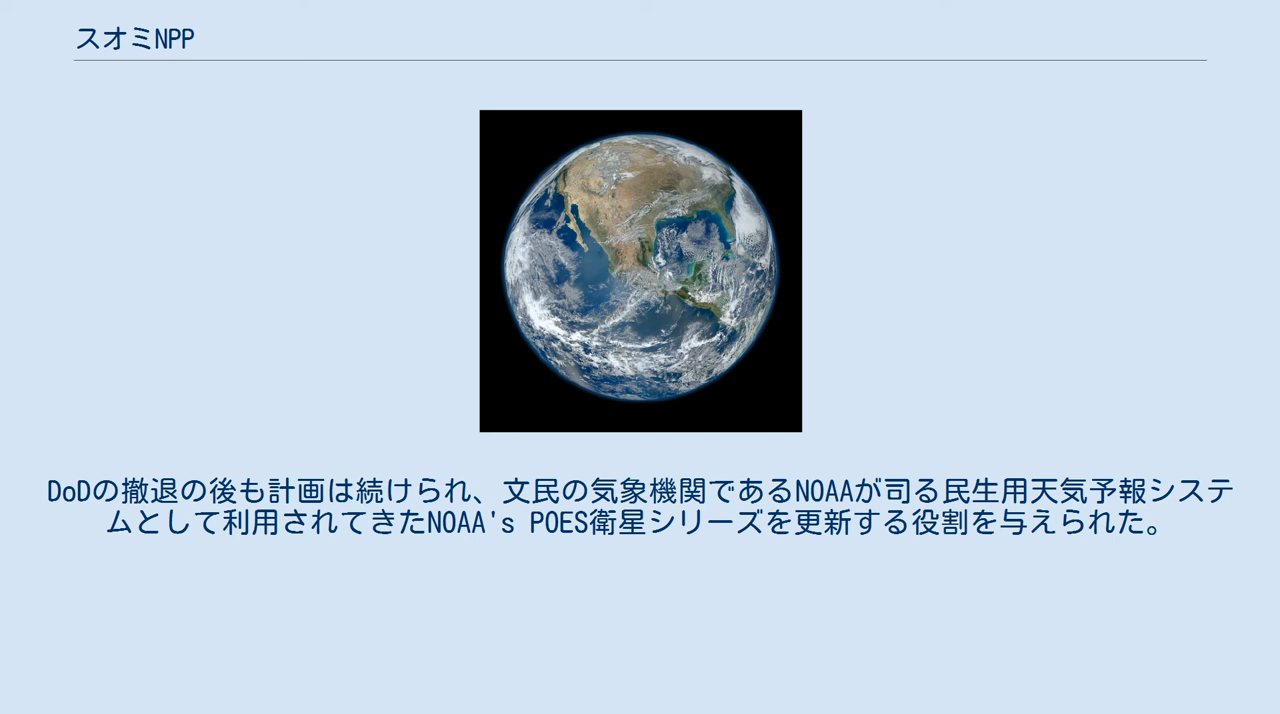 スオミNPP
DoDの撤退の後も計画は続けられ、文民の気象機関であるNOAAが司る民生用天気予報システ
ムとして利用されてきたNOAA's POES衛星シリーズを更新する役割を与えられた。